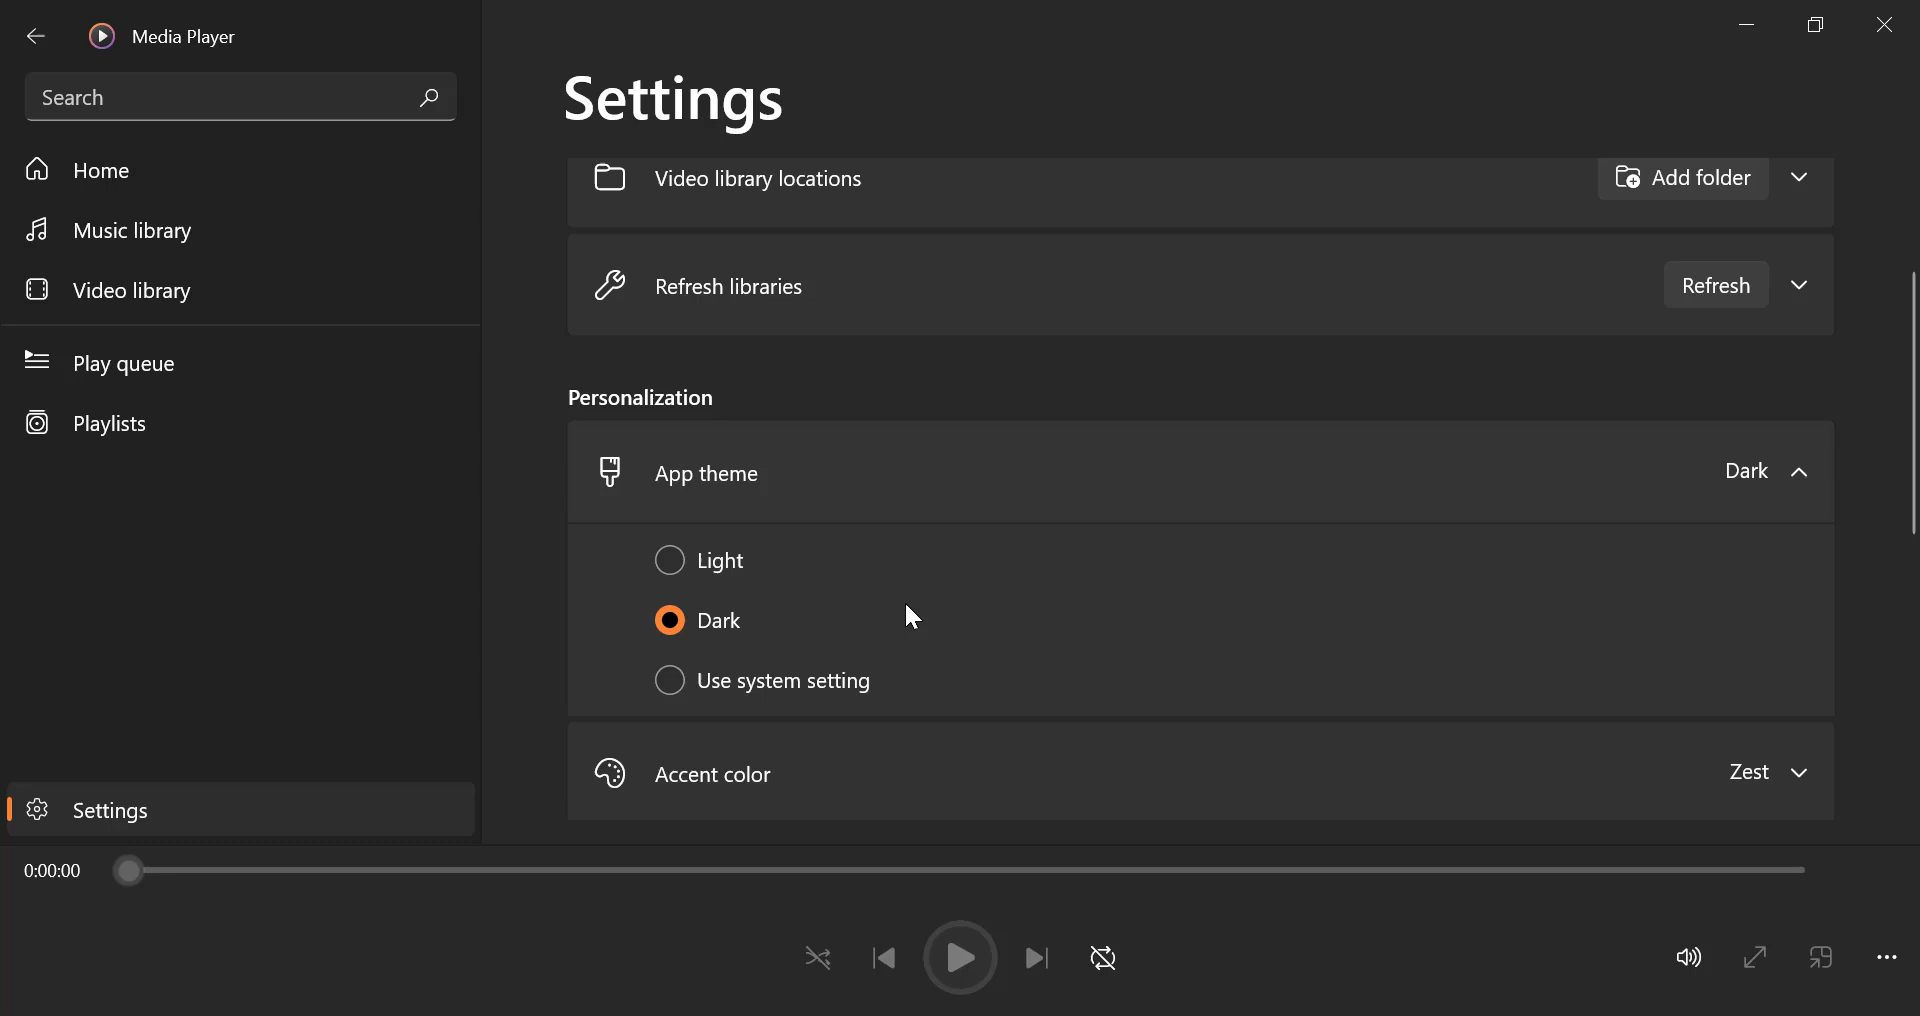 Media Player
Search
Home
Music library
Video library
Play queue
Playlists
Settings
Settings
Video library locations
Add folder
Refresh libraries
Refresh
Personalization
App theme
Dark
Light
Dark
Use system setting
Accent color
Zest
0:00:00